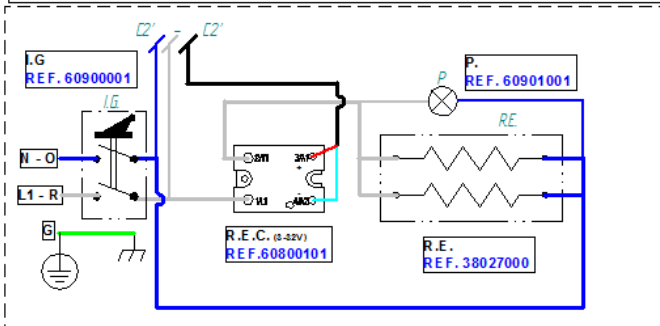 C2' - C2'
I.G
REF. 60900001
I.G.
P.
REF. 60901001
P
R.E.
N - O
L1 - R
G
R.E.C. (3-32V)
REF.60800101
R.E.
REF. 38027000